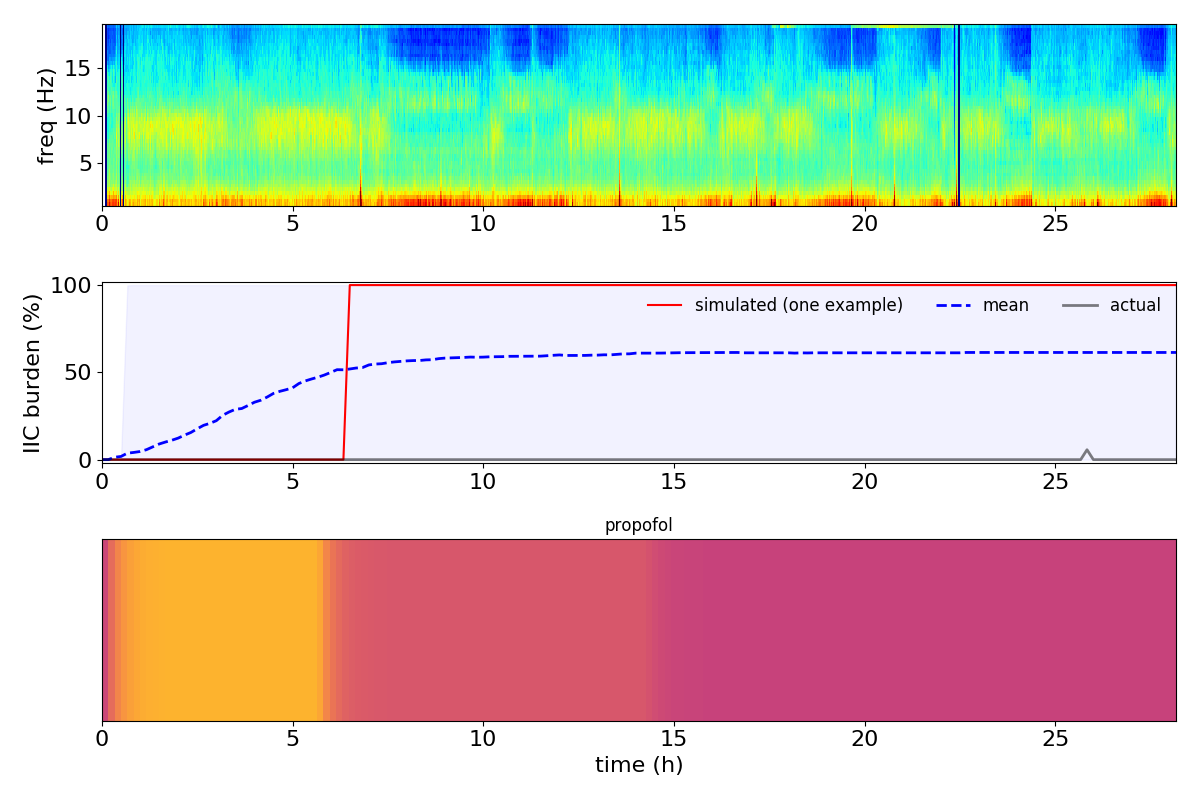 freq (Hz)
15
10
5
0 5 10 15 20 25
IIC burden (%)
100
50
0
simulated (one example) mean actual
0 5 10 15 20 25
propofol
0 5 10 15 20 25
time (h)